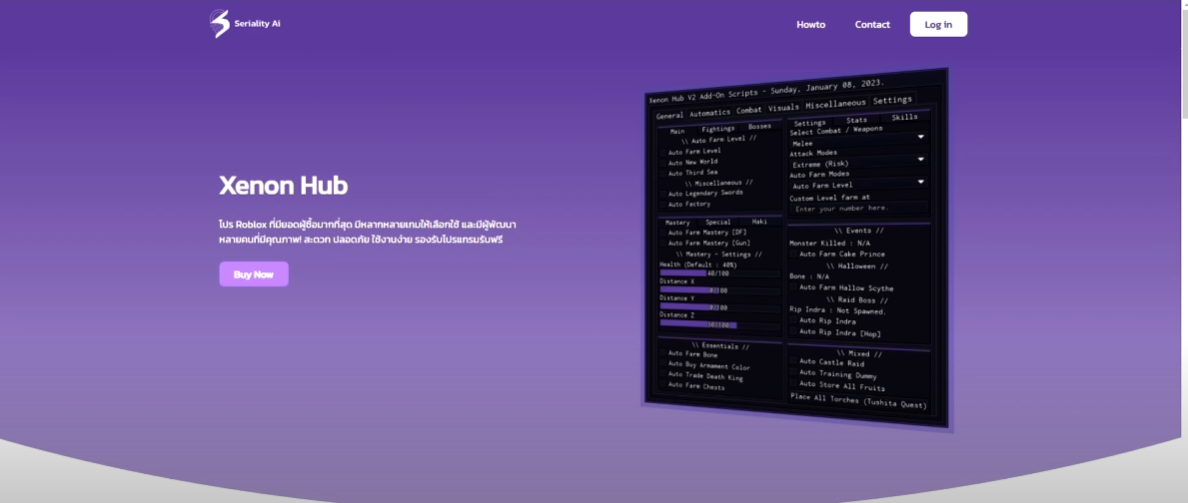 Seriality Ai
Howto
Contact
Log in
Xenon Hub
โปร Roblox ที่มียอดผู้ซื้อมากที่สุด มีหลากหลายเกมให้เลือกใช้ และมีผู้พัฒนา
หลายคนที่มีคุณภาพ! สะดวก ปลอดภัย ใช้งานง่าย รองรับโปรแกรมรันฟรี
Buy Now
Xenon Hub V2 Add-On Scripts - Sunday, January 08, 2023.
General Automatics Combat Visuals Miscellaneous Settings
Main Fightings Bosses
\\ Auto Farm Level //
Auto Farm Level
Auto New World
Auto Third Sea
\\ Miscellaneous //
Auto Legendary Swords
Auto Factory
Mastery Special Haki
Auto Farm Mastery [DF]
Auto Farm Mastery [Gun]
\\ Mastery - Settings //
Health (Default : 40%)
40/100
Distance X
0/100
Distance Y
0/100
Distance Z
\\ Essentials //
Auto Farm Bone
Auto Buy Armament Color
Auto Trade Death King
Auto Farm Chests
Settings Stats Skills
Select Combat / Weapons
Melee
Attack Modes
Extreme (Risk)
Auto Farm Modes
Auto Farm Level
Custom Level farm at
Enter your number here.
\\ Events //
Monster Killed : N/A
Auto Farm Cake Prince
\\ Halloween //
Bone : N/A
Auto Farm Hallow Scythe
\\ Raid Boss //
Rip Indra : Not Spawned.
Auto Rip Indra
Auto Rip Indra [Hop]
\\ Mixed //
Auto Castle Raid
Auto Training Dummy
Auto Store All Fruits
Place All Torches (Tushita Quest)